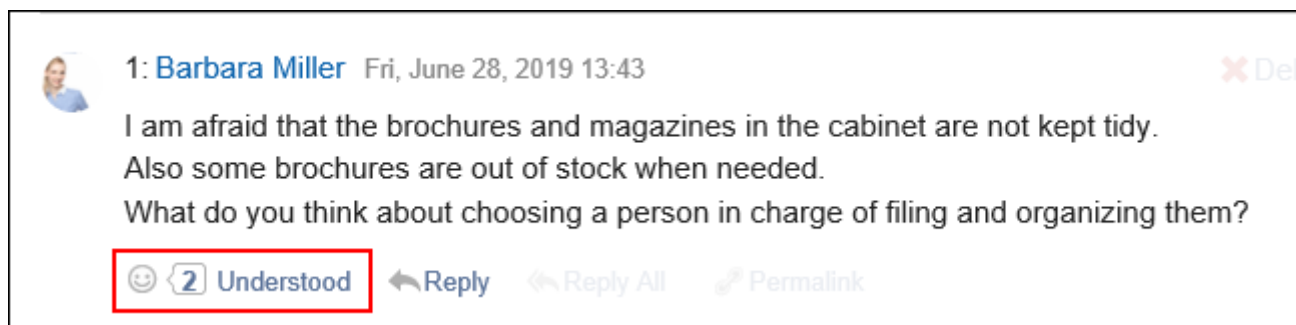 1: Barbara Miller Fri, June 28, 2019 13:43
I am afraid that the brochures and magazines in the cabinet are not kept tidy.
Also some brochures are out of stock when needed.
What do you think about choosing a person in charge of filing and organizing them?
2 Understood Reply Reply All Permalink